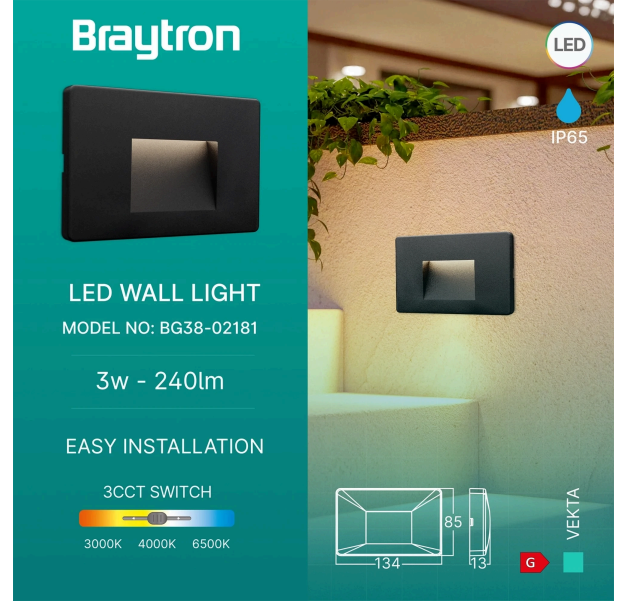 Braytron
LED WALL LIGHT
MODEL NO: BG38-02181
3w - 240lm
EASY INSTALLATION
3CCT SWITCH
3000K 4000K 6500K
LED
IP65
85
134
13
G
VEKTA